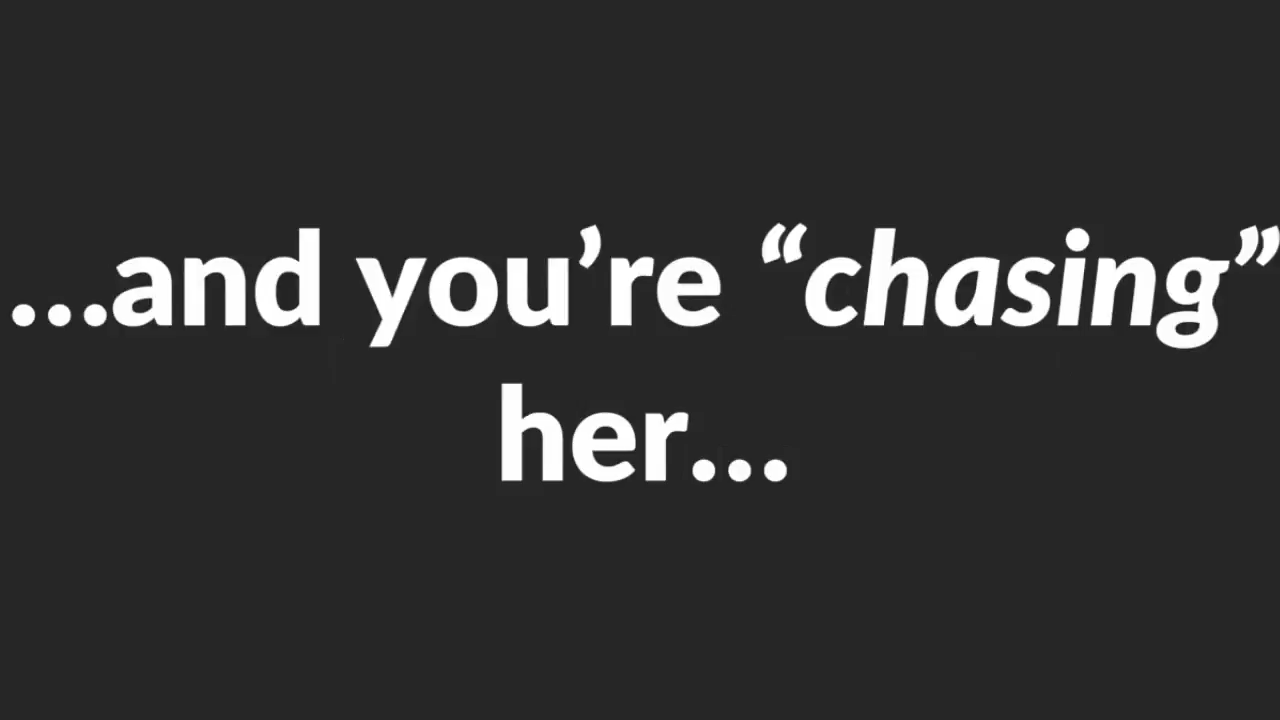 ...and you’re “chasing”
her...